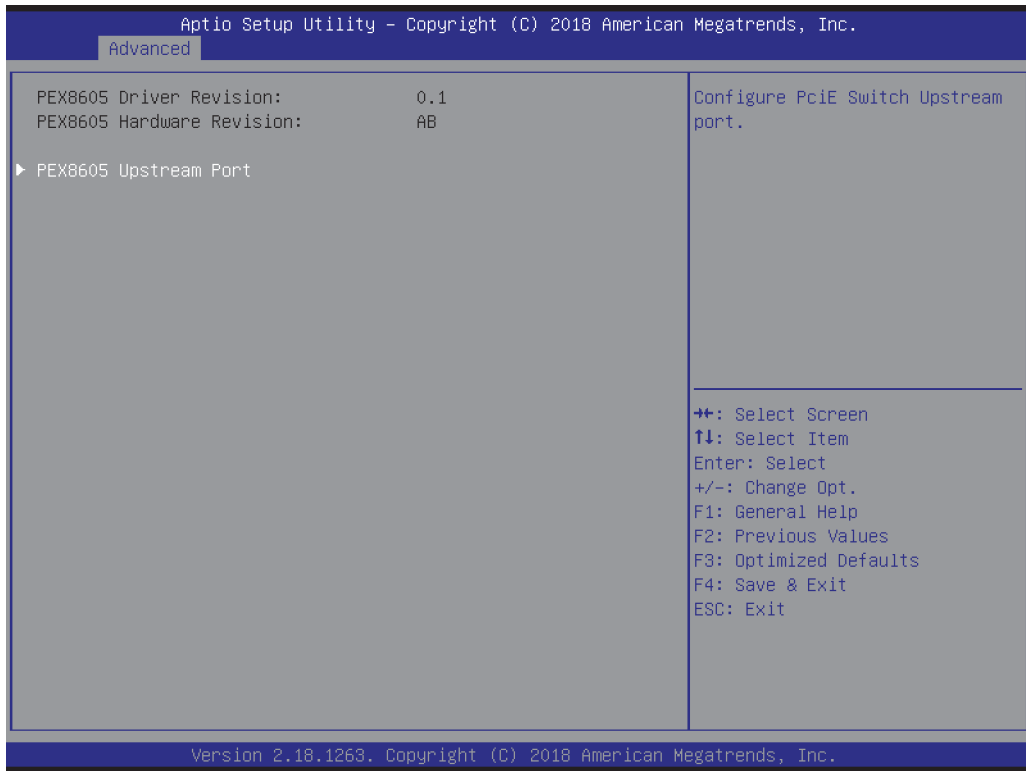 Aptio Setup Utility – Copyright (C) 2018 American Megatrends, Inc.
Advanced
PEX8605 Driver Revision: 0.1
PEX8605 Hardware Revision: AB
▶ PEX8605 Upstream Port
Configure PciE Switch Upstream
port.
→←: Select Screen
↑↓: Select Item
Enter: Select
+/-: Change Opt.
F1: General Help
F2: Previous Values
F3: Optimized Defaults
F4: Save & Exit
ESC: Exit
Version 2.18.1263. Copyright (C) 2018 American Megatrends, Inc.